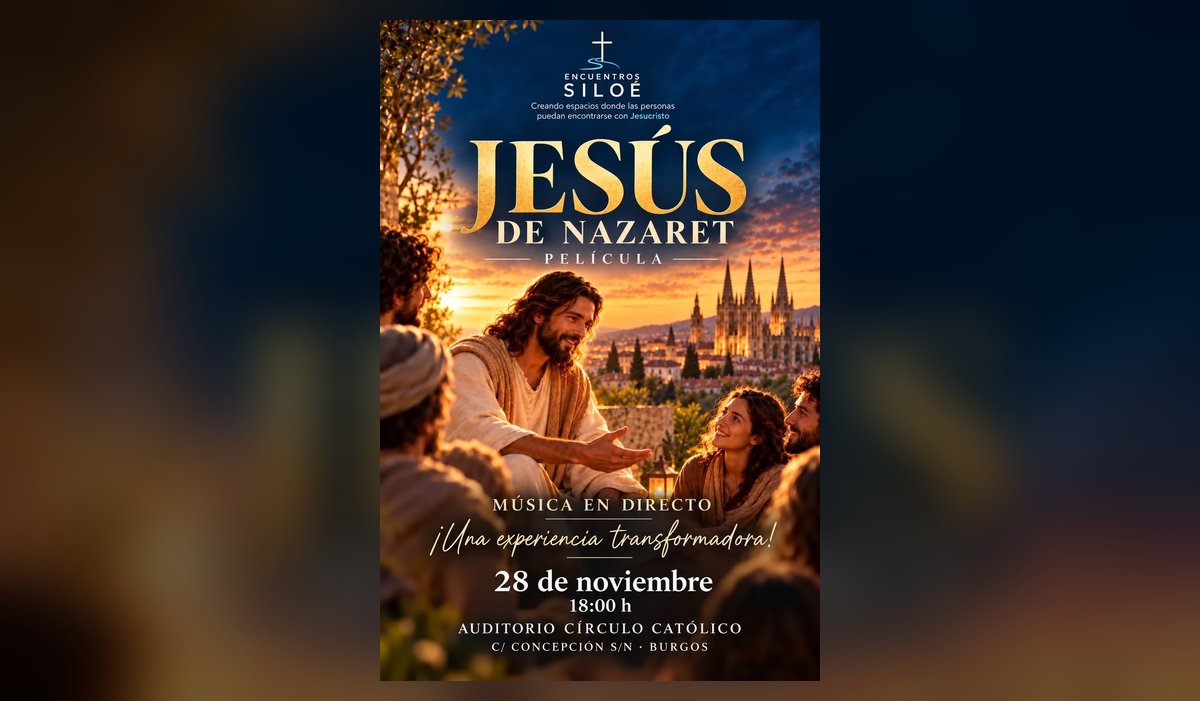 ENCUENTROS
SILOÉ
Creando espacios donde las personas
puedan encontrarse con Jesucristo
JESÚS
DE NAZARET
PELÍCULA
MÚSICA EN DIRECTO
¡Una experiencia transformadora!
28 de noviembre
18:00 h
AUDITORIO CÍRCULO CATÓLICO
C/ CONCEPCIÓN S/N · BURGOS